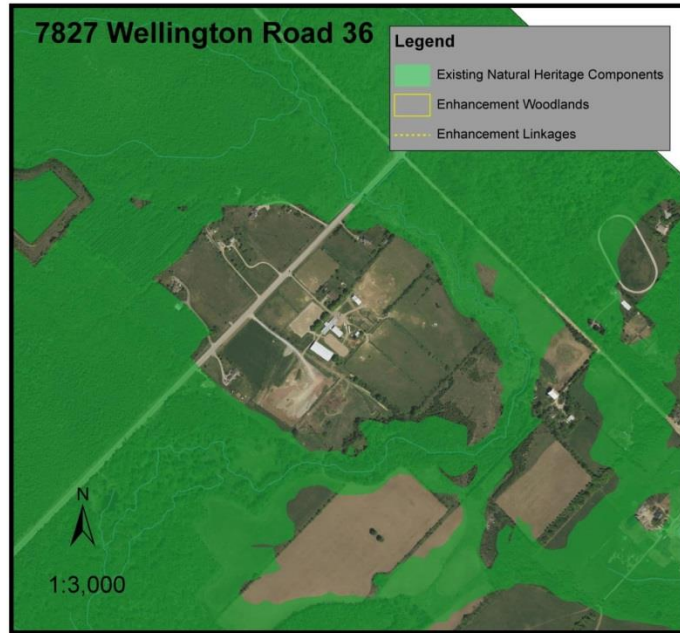 7827 Wellington Road 36
Legend
Existing Natural Heritage Components
Enhancement Woodlands
Enhancement Linkages
N
1:3,000